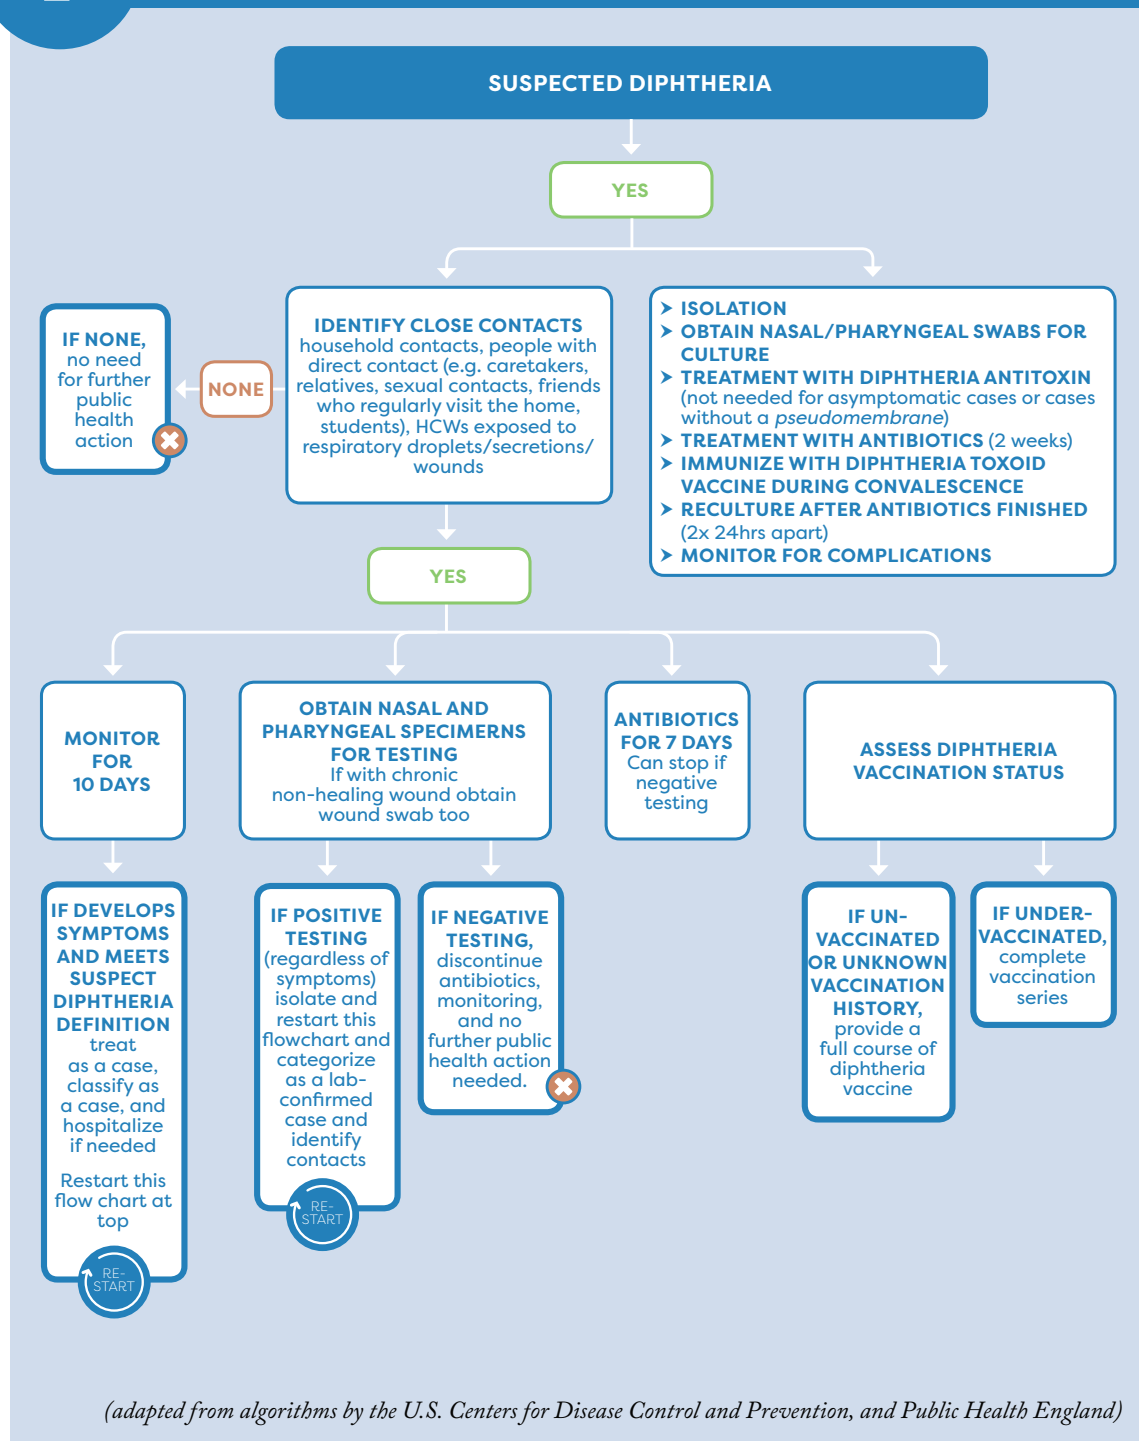 SUSPECTED DIPHTHERIA
YES
IF NONE,
no need
for further
public
health
action
NONE
IDENTIFY CLOSE CONTACTS
household contacts, people with
direct contact (e.g. caretakers,
relatives, sexual contacts, friends
who regularly visit the home,
students), HCWs exposed to
respiratory droplets/secretions/
wounds
➤ ISOLATION
➤ OBTAIN NASAL/PHARYNGEAL SWABS FOR
CULTURE
➤ TREATMENT WITH DIPHTHERIA ANTITOXIN
(not needed for asymptomatic cases or cases
without a pseudomembrane)
➤ TREATMENT WITH ANTIBIOTICS (2 weeks)
➤ IMMUNIZE WITH DIPHTHERIA TOXOID
VACCINE DURING CONVALESCENCE
➤ RECULTURE AFTER ANTIBIOTICS FINISHED
(2x 24hrs apart)
➤ MONITOR FOR COMPLICATIONS
YES
MONITOR
FOR
10 DAYS
OBTAIN NASAL AND
PHARYNGEAL SPECIMERNS
FOR TESTING
If with chronic
non-healing wound obtain
wound swab too
ANTIBIOTICS
FOR 7 DAYS
Can stop if
negative
testing
ASSESS DIPHTHERIA
VACCINATION STATUS
IF DEVELOPS
SYMPTOMS
AND MEETS
SUSPECT
DIPHTHERIA
DEFINITION
treat
as a case,
classify as
a case, and
hospitalize
if needed
Restart this
flow chart at
top
RE-
START
IF POSITIVE
TESTING
(regardless of
symptoms)
isolate and
restart this
flowchart and
categorize
as a lab-
confirmed
case and
identify
contacts
RE-
START
IF NEGATIVE
TESTING,
discontinue
antibiotics,
monitoring,
and no
further public
health action
needed.
IF UN-
VACCINATED
OR UNKNOWN
VACCINATION
HISTORY,
provide a
full course of
diphtheria
vaccine
IF UNDER-
VACCINATED,
complete
vaccination
series
(adapted from algorithms by the U.S. Centers for Disease Control and Prevention, and Public Health England)